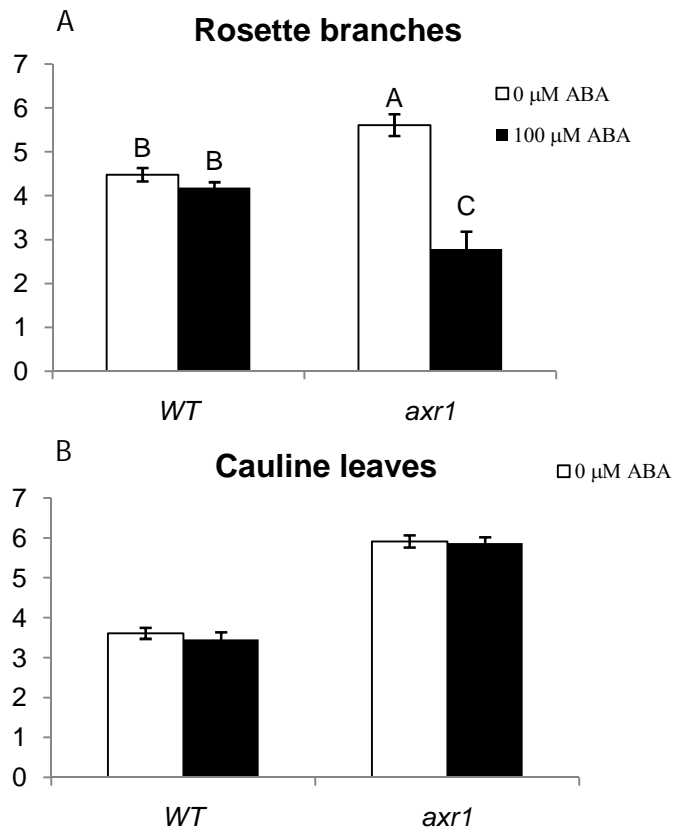 A
Rosette branches
7
6
5
4
3
2
1
0
B
B
A
C
0 μM ABA
100 μM ABA
WT
axr1
B
Cauline leaves
0 μM ABA
7
6
5
4
3
2
1
0
WT
axr1